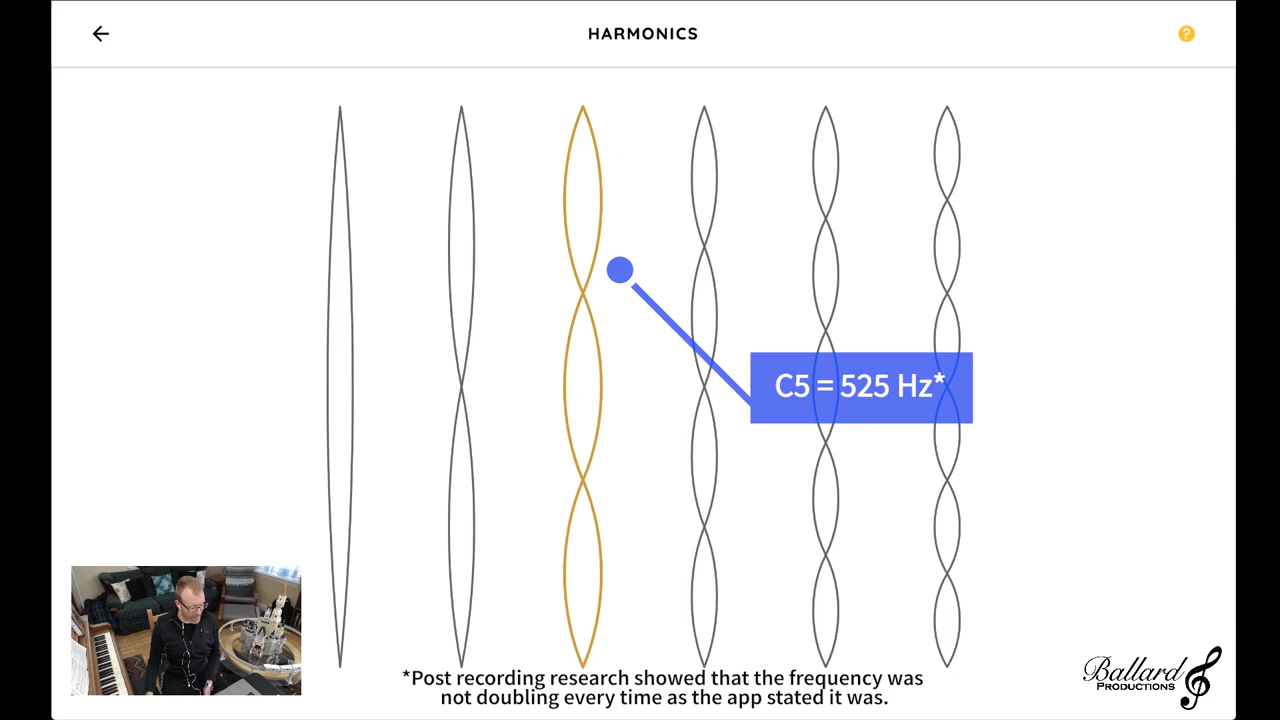 HARMONICS
?
C5 = 525 Hz*
*Post recording research showed that the frequency was
not doubling every time as the app stated it was.
Ballard
PRODUCTIONS